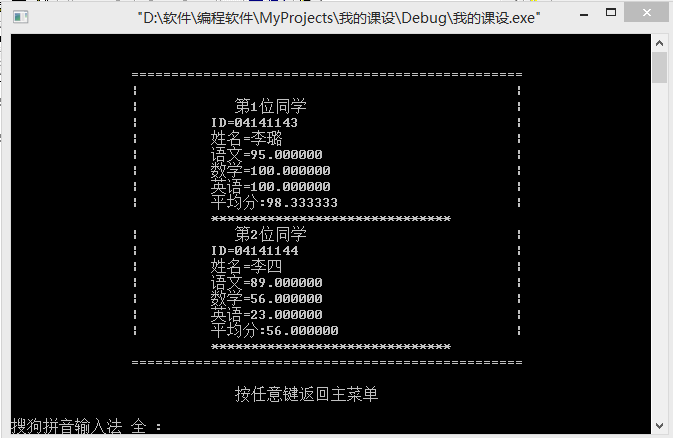 "D:\软件\编程软件\MyProjects\我的课设\Debug\我的课设.exe"
=================================================
第1位同学
ID=04141143
姓名=李璐
语文=95.000000
数学=100.000000
英语=100.000000
平均分:98.333333
******************************
第2位同学
ID=04141144
姓名=李四
语文=89.000000
数学=56.000000
英语=23.000000
平均分:56.000000
******************************
=================================================
按任意键返回主菜单
搜狗拼音输入法 全 :